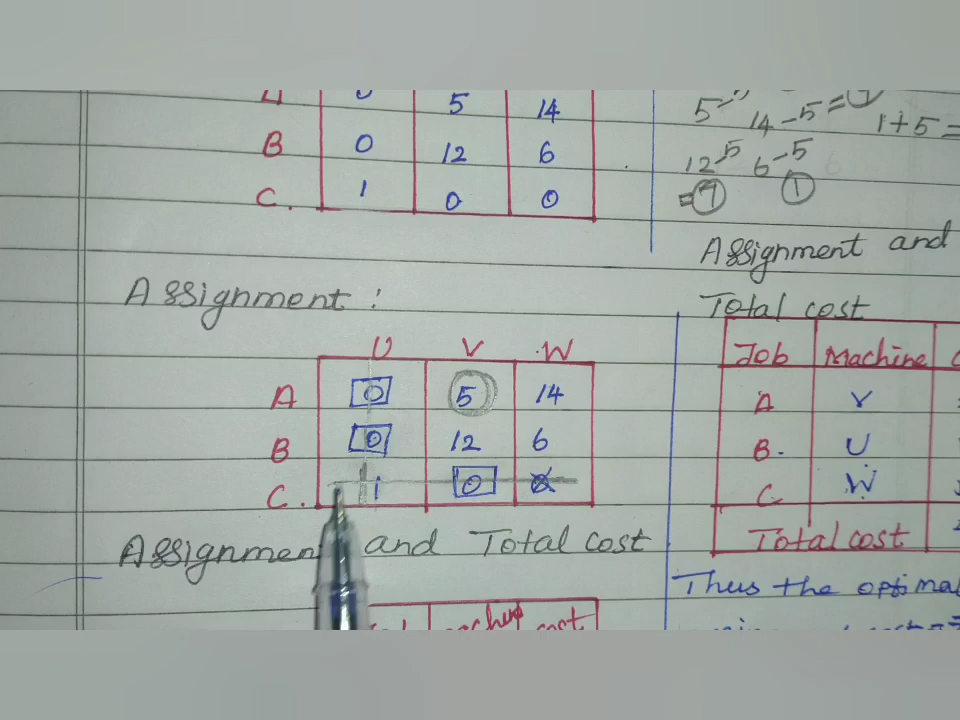 5 14
B 0 12 6
C. 1 0 0
Assignment :
U V W
A 0 5 14
B 0 12 6
C. 1 0 0
Assignment and Total cost
5- 14-5=
1+5=
12-5 6-5
=7 1
Assignment and
Total cost
Job Machine
A V
B. U
C W
Total cost
Thus the optimal